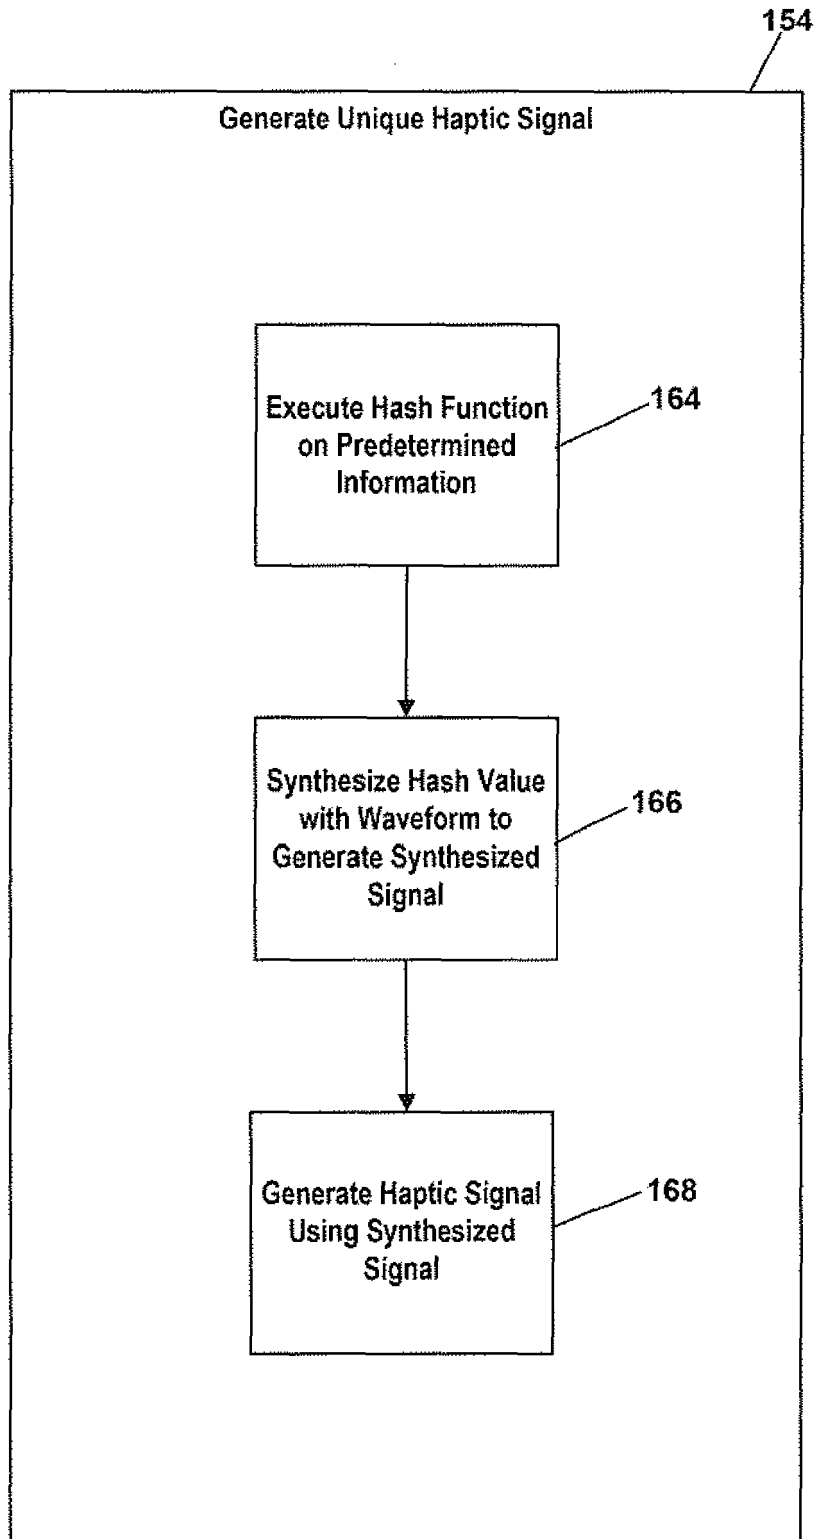 154
Generate Unique Haptic Signal
Execute Hash Function
on Predetermined
Information
164
Synthesize Hash Value
with Waveform to
Generate Synthesized
Signal
166
Generate Haptic Signal
Using Synthesized
Signal
168